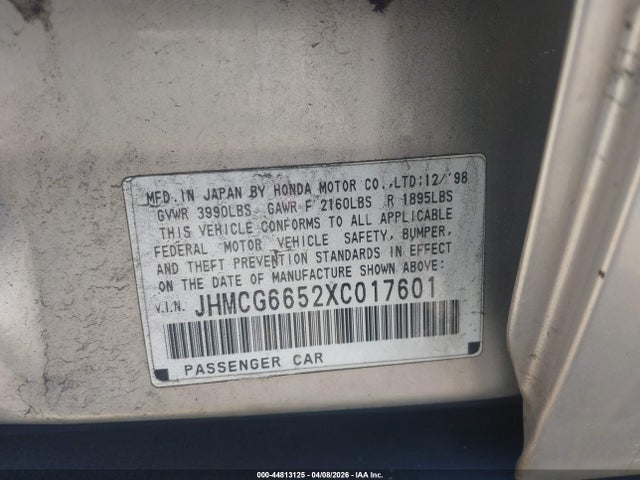 MFD. IN JAPAN BY HONDA MOTOR CO.,LTD:12/'98
GVWR 3990LBS GAWR F 2160LBS R 1895LBS
THIS VEHICLE CONFORMS TO ALL APPLICABLE
FEDERAL MOTOR VEHICLE SAFETY, BUMPER,
AND THEFT PREVENTION STANDARDS IN EFFECT
ON THE DATE OF MANUFACTURE SHOWN ABOVE:
V.I.N. JHMCG6652XC017601
PASSENGER CAR
000-44813125 04/08/2026 IAA Inc.